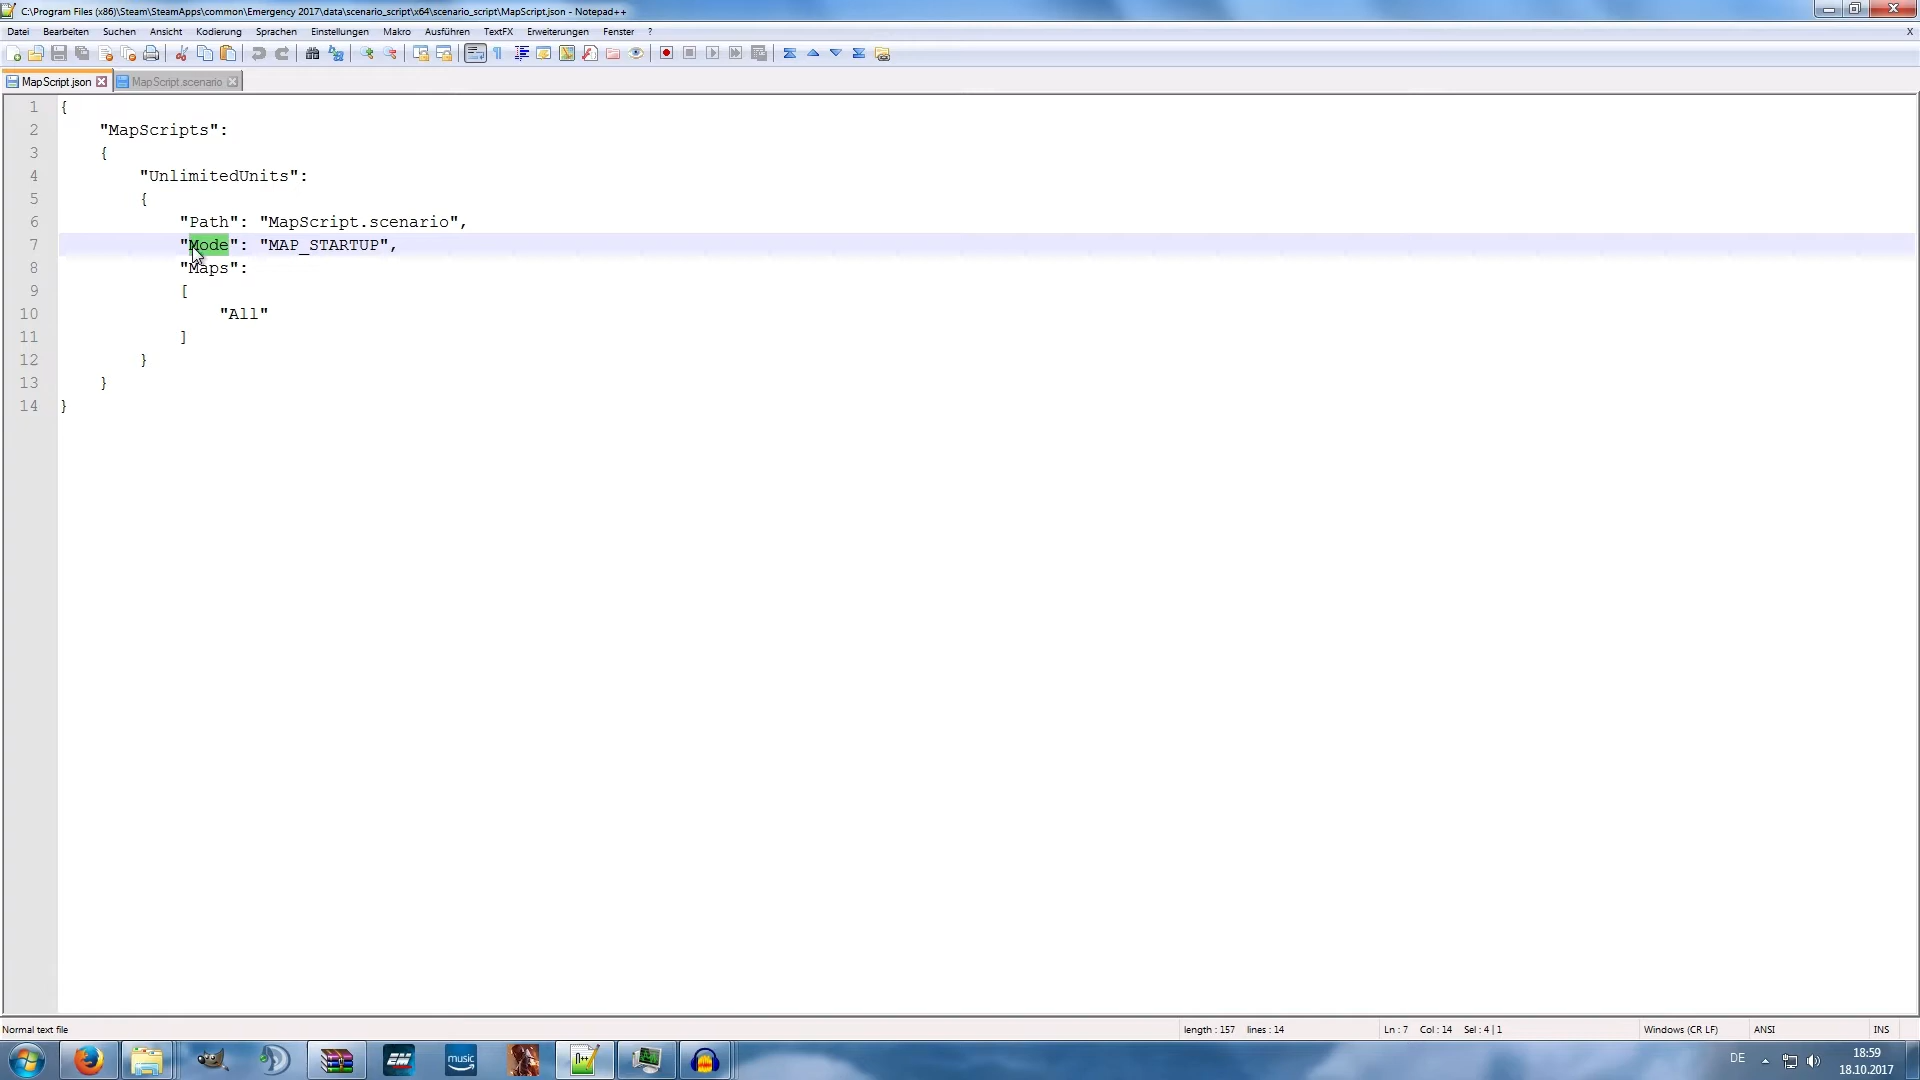 C:\Program Files (x86)\Steam\SteamApps\common\Emergency 2017\data\scenario_script\x64\scenario_script\MapScript.json - Notepad++
Datei Bearbeiten Suchen Ansicht Kodierung Sprachen Einstellungen Makro Ausführen TextFX Erweiterungen Fenster ? X
MapScript.json MapScript.scenario
1 {
2 "MapScripts":
3 {
4 "UnlimitedUnits":
5 {
6 "Path": "MapScript.scenario",
7 "Mode": "MAP_STARTUP",
8 "Maps":
9 [
10 "All"
11 ]
12 }
13 }
14 }
Normal text file length : 157 lines : 14 Ln : 7 Col : 14 Sel : 4 | 1 Windows (CR LF) ANSI INS
music DE 18:59
18.10.2017